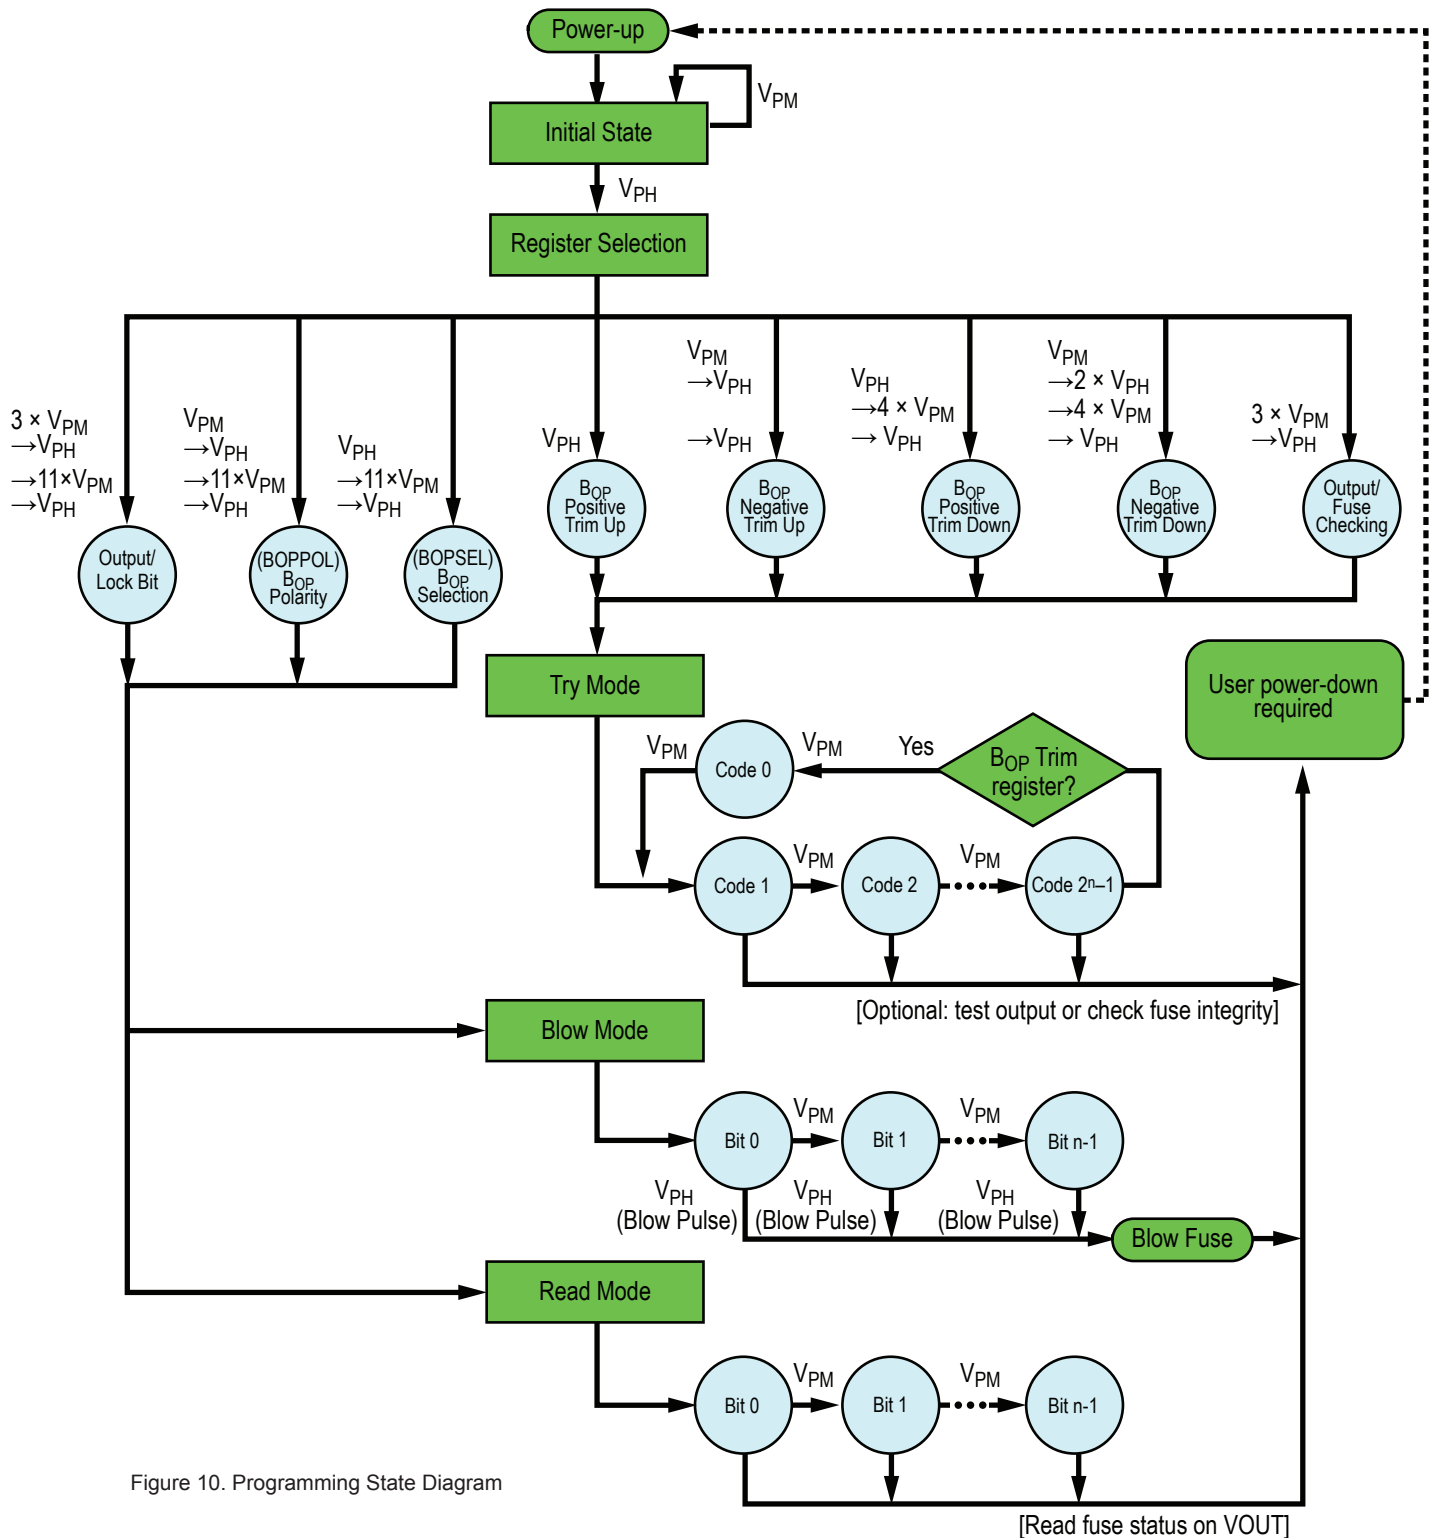 Power-up
VPM
Initial State
VPH
Register Selection
3 × VPM
→VPH
→11×VPM
→VPH
VPM
→VPH
→11×VPM
→VPH
VPH
→11×VPM
→VPH
VPH
VPM
→VPH
→VPH
VPH
→4 × VPM
→ VPH
VPM
→2 × VPH
→4 × VPM
→ VPH
3 × VPM
→VPH
Output/
Lock Bit
(BOPPOL)
BOP
Polarity
(BOPSEL)
BOP
Selection
BOP
Positive
Trim Up
BOP
Negative
Trim Up
BOP
Positive
Trim Down
BOP
Negative
Trim Down
Output/
Fuse
Checking
Try Mode
User power-down
required
VPM
Code 0
VPM
Yes
BOP Trim
register?
Code 1
VPM
Code 2
VPM
Code 2ⁿ–1
[Optional: test output or check fuse integrity]
Blow Mode
Bit 0
VPM
Bit 1
VPM
Bit n-1
VPH
(Blow Pulse)
VPH
(Blow Pulse)
VPH
(Blow Pulse)
Blow Fuse
Read Mode
Bit 0
VPM
Bit 1
VPM
Bit n-1
Figure 10. Programming State Diagram
[Read fuse status on VOUT]